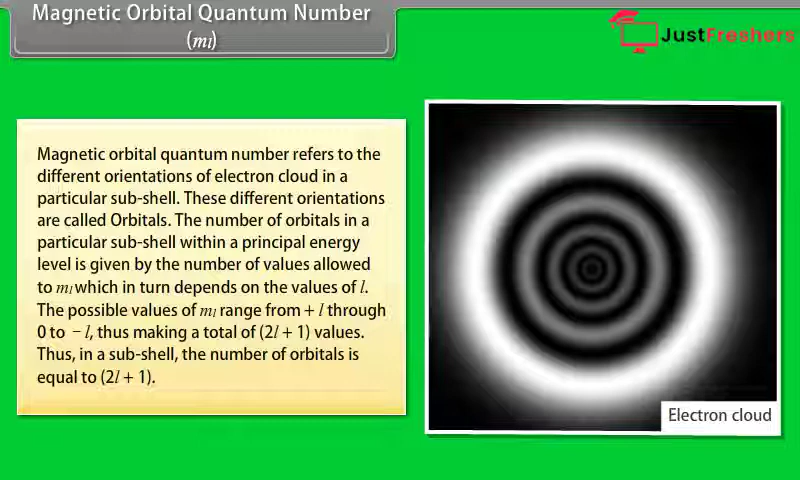 Magnetic Orbital Quantum Number
(ml)
JustFreshers
Magnetic orbital quantum number refers to the
different orientations of electron cloud in a
particular sub-shell. These different orientations
are called Orbitals. The number of orbitals in a
particular sub-shell within a principal energy
level is given by the number of values allowed
to ml which in turn depends on the values of l.
The possible values of ml range from + l through
0 to − l, thus making a total of (2l + 1) values.
Thus, in a sub-shell, the number of orbitals is
equal to (2l + 1).
Electron cloud